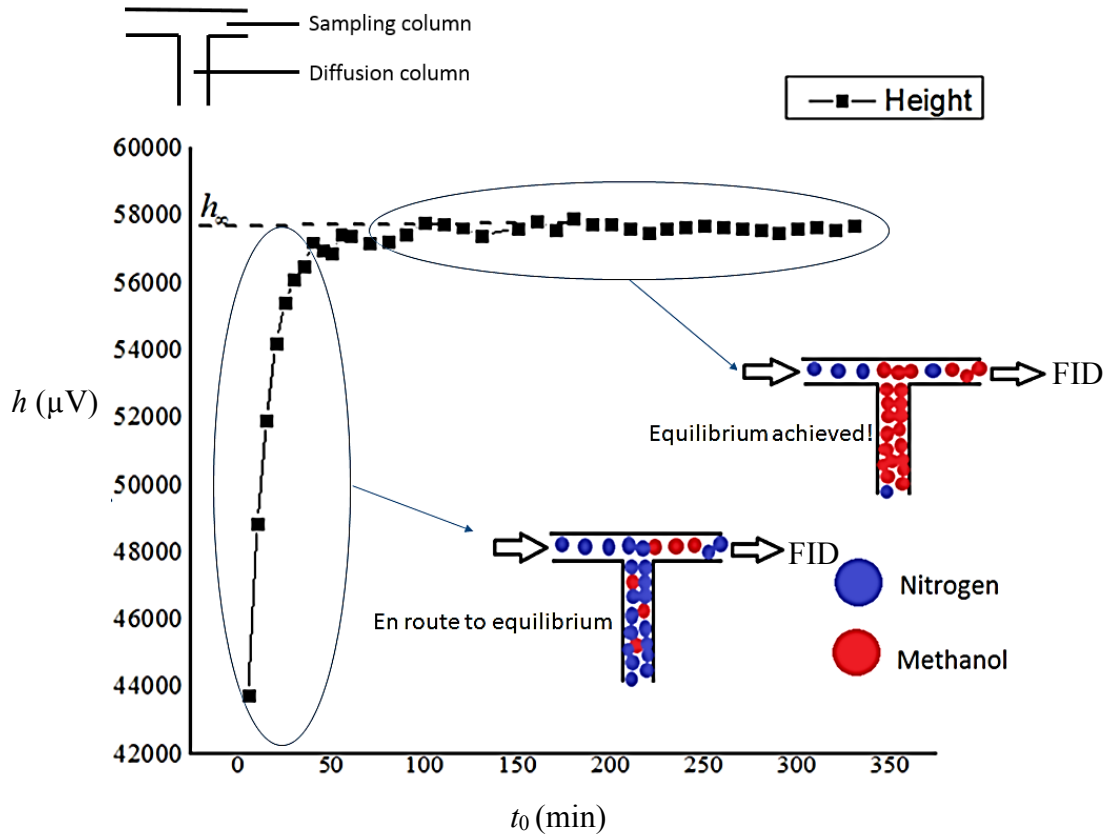 Sampling column
Diffusion column
Height
60000
h∞
58000
56000
54000
52000
50000
48000
46000
44000
42000
h (µV)
FID
Equilibrium achieved!
FID
En route to equilibrium
Nitrogen
Methanol
0 50 100 150 200 250 300 350
t0 (min)